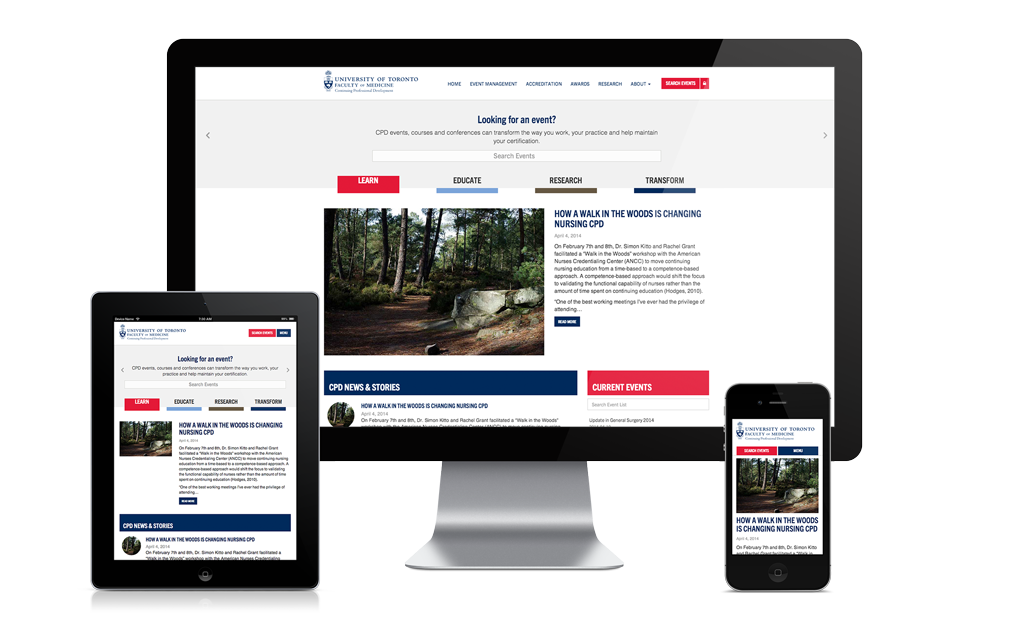 UNIVERSITY OF TORONTO
FACULTY OF MEDICINE
Continuing Professional Development
HOME EVENT MANAGEMENT ACCREDITATION AWARDS RESEARCH ABOUT
SEARCH EVENTS
Looking for an event?
CPD events, courses and conferences can transform the way you work, your practice and help maintain
your certification.
Search Events
LEARN EDUCATE RESEARCH TRANSFORM
HOW A WALK IN THE WOODS IS CHANGING
NURSING CPD
April 4, 2014
On February 7th and 8th, Dr. Simon Kitto and Rachel Grant
facilitated a "Walk in the Woods" workshop with the American
Nurses Credentialing Center (ANCC) to move continuing
nursing education from a time-based to a competence-based
approach. A competence-based approach would shift the focus
to validating the functional capability of nurses rather than the
amount of time spent on continuing education (Hodges, 2010).
"One of the best working meetings I've ever had the privilege of
attending…
READ MORE
CPD NEWS & STORIES
HOW A WALK IN THE WOODS IS CHANGING NURSING CPD
April 4, 2014
On February 7th and 8th, Dr. Simon Kitto and Rachel Grant facilitated a "Walk in the Woods"
CURRENT EVENTS
Search Event List
Update in General Surgery 2014
UNIVERSITY OF TORONTO
FACULTY OF MEDICINE
Continuing Professional Development
SEARCH EVENTS MENU
Looking for an event?
CPD events, courses and conferences can transform the way you work, your
practice and help maintain your certification.
Search Events
LEARN EDUCATE RESEARCH TRANSFORM
HOW A WALK IN THE WOODS IS CHANGING
NURSING CPD
April 4, 2014
On February 7th and 8th, Dr. Simon Kitto and Rachel Grant
facilitated a "Walk in the Woods" workshop with the American
Nurses Credentialing Center (ANCC) to move continuing nursing
education from a time-based to a competence-based approach. A
competence-based approach would shift the focus to validating
the functional capability of nurses rather than the amount of time
spent on continuing education (Hodges, 2010).
"One of the best working meetings I've ever had the privilege of
attending…
READ MORE
CPD NEWS & STORIES
HOW A WALK IN THE WOODS IS CHANGING NURSING CPD
April 4, 2014
On February 7th and 8th, Dr. Simon Kitto and Rachel Grant facilitated a
"Walk in the Woods" workshop with the American Nurses Credentialing
UNIVERSITY OF TORONTO
FACULTY OF MEDICINE
Continuing Professional Development
SEARCH EVENTS MENU
HOW A WALK IN THE WOODS
IS CHANGING NURSING CPD
April 4, 2014
On February 7th and 8th, Dr. Simon Kitto
and Rachel Grant facilitated a "Walk in